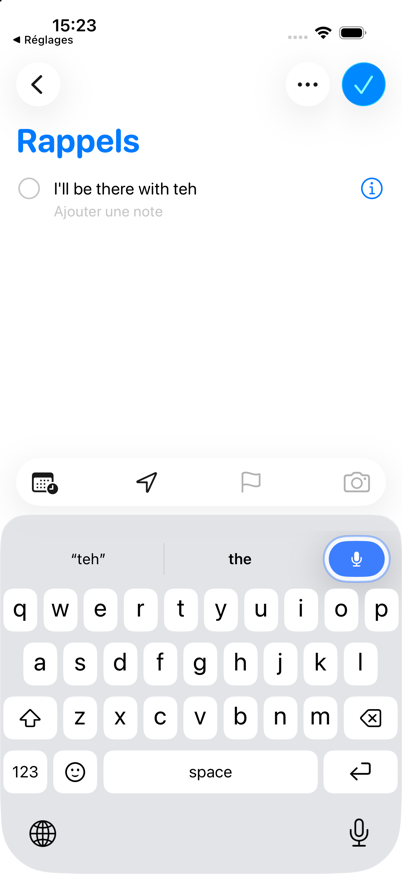 15:23
◀ Réglages
Rappels
I'll be there with teh
Ajouter une note
“teh” the
q w e r t y u i o p
a s d f g h j k l
z x c v b n m
123 space